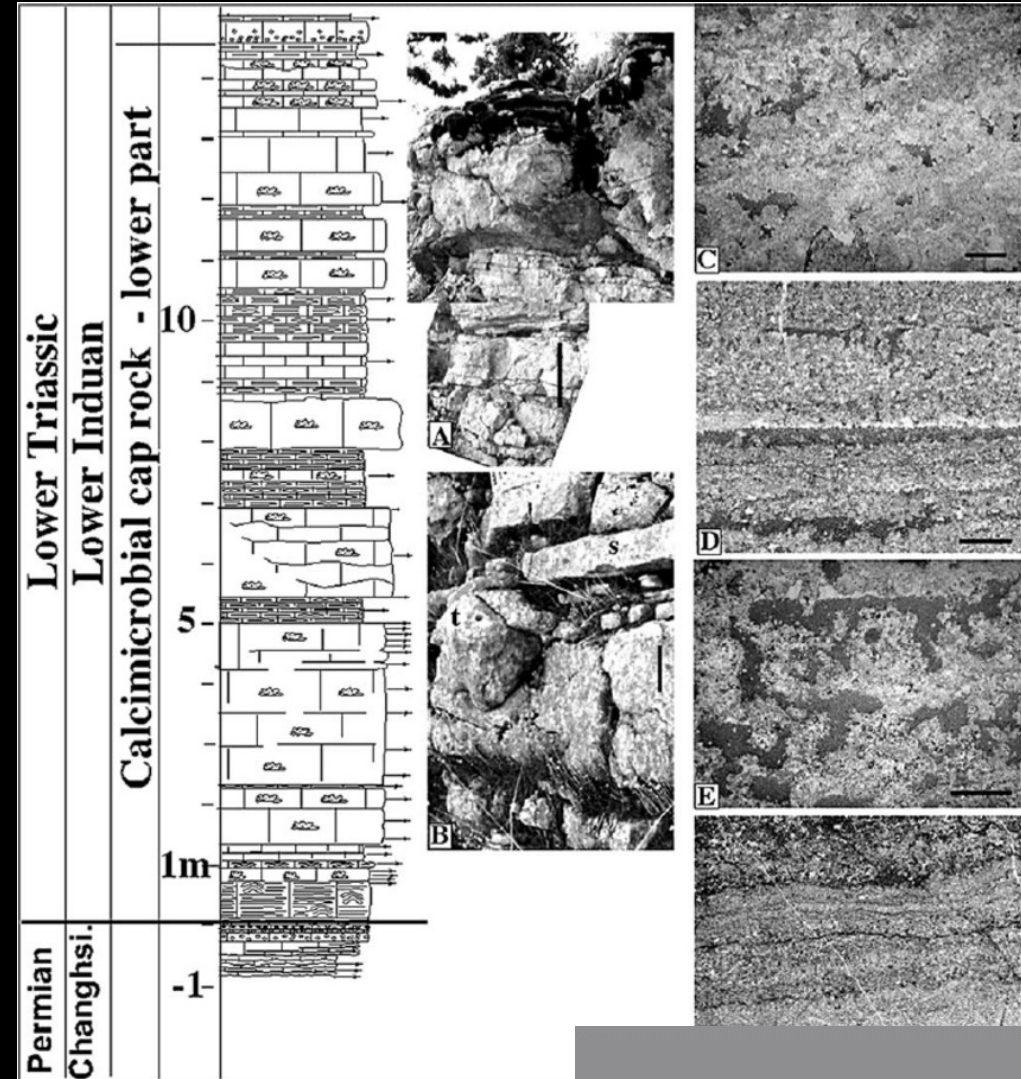 Lower Triassic
Lower Induan
Calcimicrobial cap rock - lower part
10
5
1m
-1
Permian
Changhsi.
A
B
t
s
C
D
E